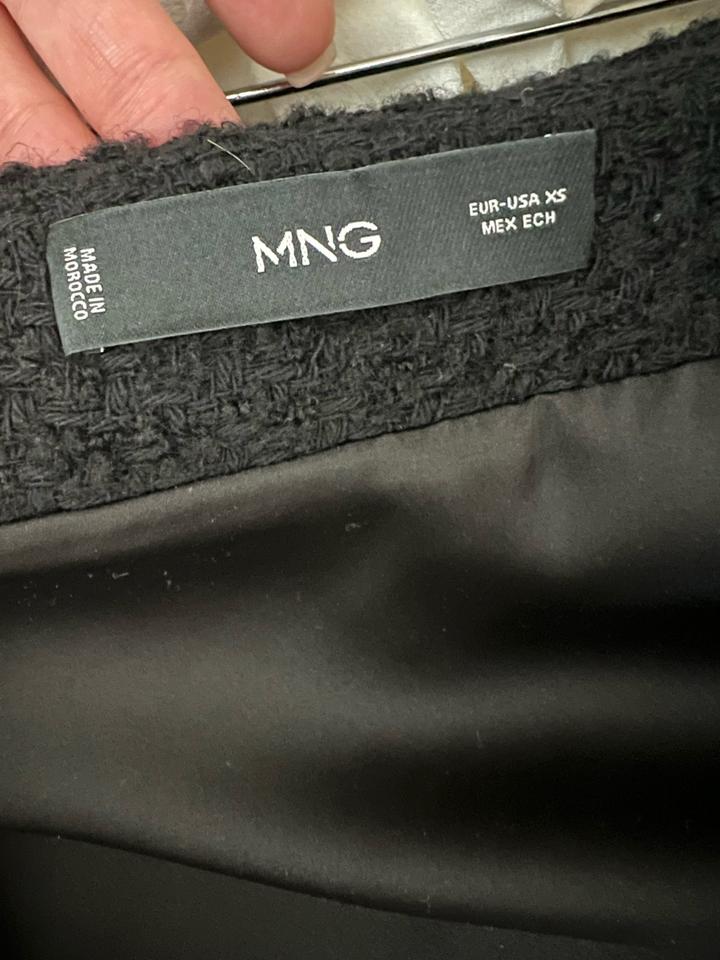 MADE IN
MOROCCO
MNG
EUR-USA XS
MEX ECH